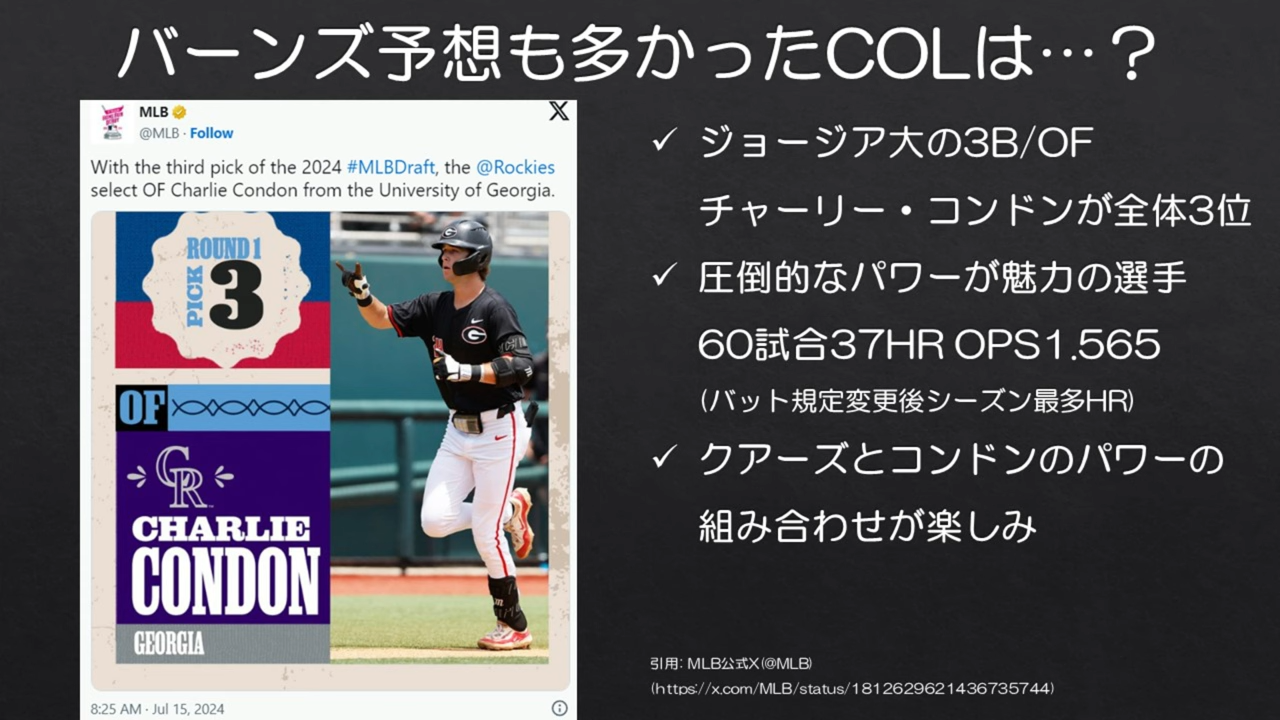 バーンズ予想も多かったCOLは…？
MLB
@MLB · Follow
With the third pick of the 2024 #MLBDraft, the @Rockies
select OF Charlie Condon from the University of Georgia.
ROUND 1
PICK
3
OF
CR
CHARLIE
CONDON
GEORGIA
8:25 AM · Jul 15, 2024
✓ ジョージア大の3B/OF
チャーリー・コンドンが全体3位
✓ 圧倒的なパワーが魅力の選手
60試合37HR OPS1.565
(バット規定変更後シーズン最多HR)
✓ クアーズとコンドンのパワーの
組み合わせが楽しみ
引用: MLB公式X(@MLB)
(https://x.com/MLB/status/1812629621436735744)